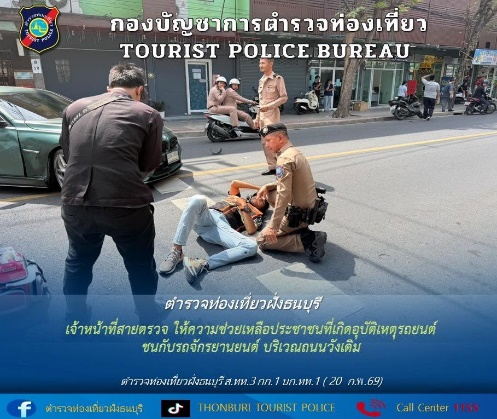 กองบัญชาการตำรวจท่องเที่ยว
TOURIST POLICE BUREAU
ตำรวจท่องเที่ยวฝั่งธนบุรี
เจ้าหน้าที่สายตรวจ ให้ความช่วยเหลือประชาชนที่เกิดอุบัติเหตุรถยนต์
ชนกับรถจักรยานยนต์ บริเวณถนนวังเดิม
ตำรวจท่องเที่ยวฝั่งธนบุรี ส.ทท.3 กก.1 บก.ทท.1 ( 20 ก.พ.69)
ตำรวจท่องเที่ยวฝั่งธนบุรี THONBURI TOURIST POLICE Call Center 1155